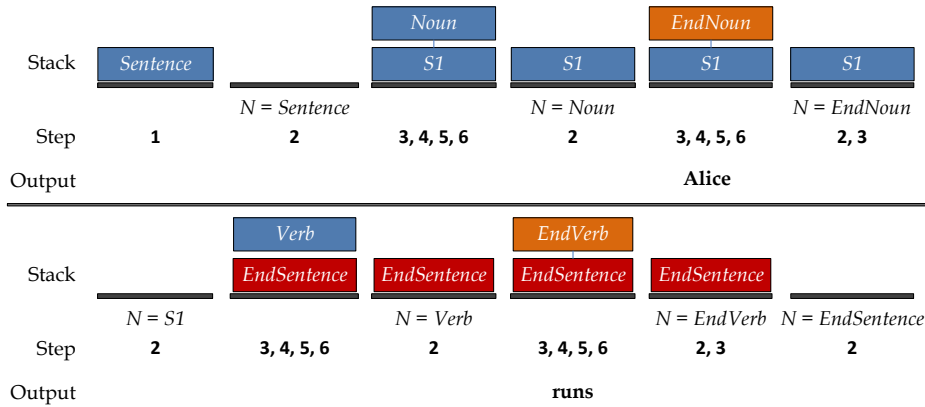 Noun EndNoun
Stack Sentence S1 S1 S1 S1
N = Sentence N = Noun N = EndNoun
Step 1 2 3, 4, 5, 6 2 3, 4, 5, 6 2, 3
Output Alice
Verb EndVerb
Stack EndSentence EndSentence EndSentence EndSentence
N = S1 N = Verb N = EndVerb N = EndSentence
Step 2 3, 4, 5, 6 2 3, 4, 5, 6 2, 3 2
Output runs